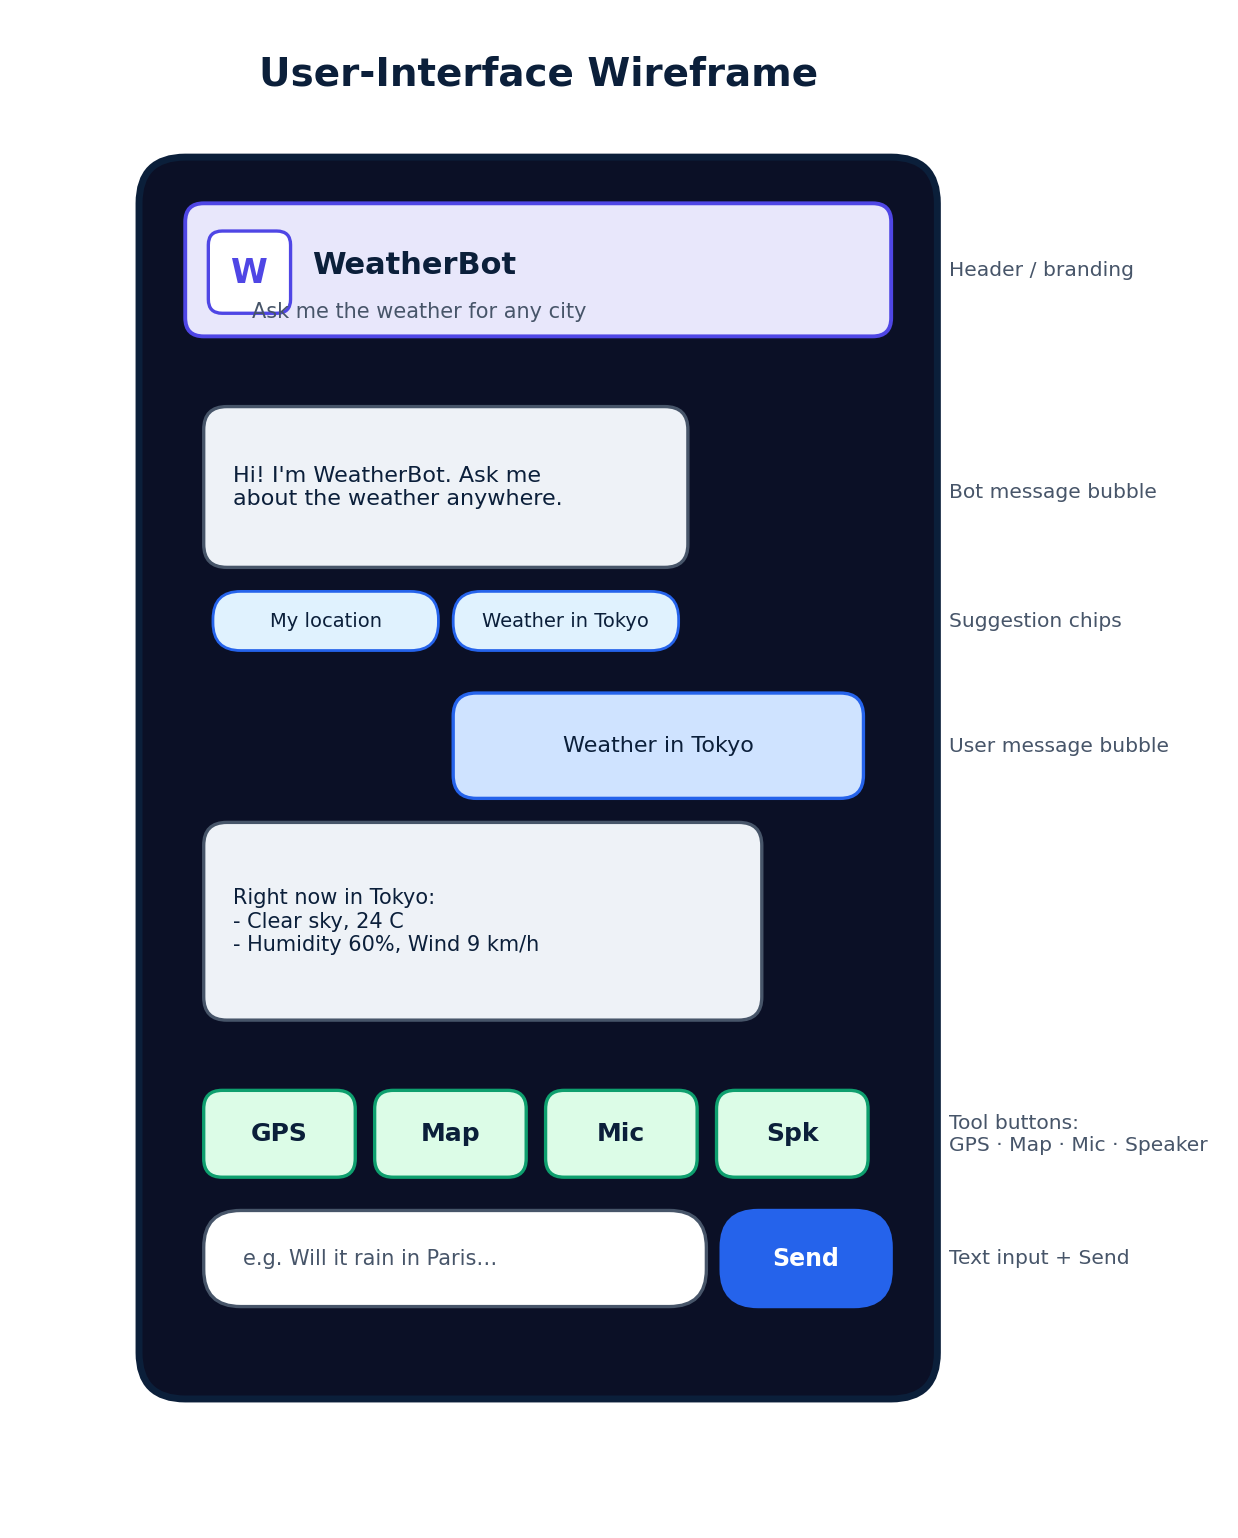 User-Interface Wireframe
W
WeatherBot
Ask me the weather for any city
Header / branding
Hi! I'm WeatherBot. Ask me
about the weather anywhere.
Bot message bubble
My location
Weather in Tokyo
Suggestion chips
Weather in Tokyo
User message bubble
Right now in Tokyo:
- Clear sky, 24 C
- Humidity 60%, Wind 9 km/h
GPS
Map
Mic
Spk
Tool buttons:
GPS · Map · Mic · Speaker
e.g. Will it rain in Paris...
Send
Text input + Send